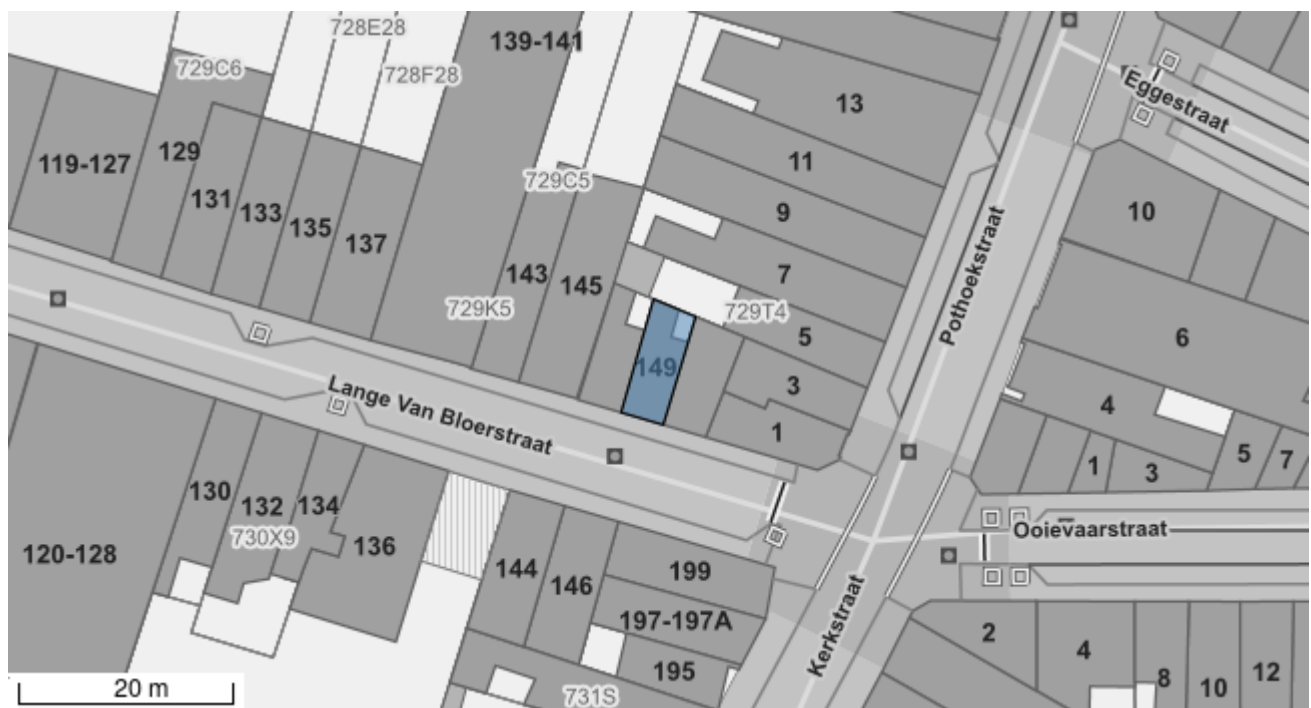 728E28
139-141
729C6
728F28
13
Eggestraat
119-127
129
11
131
133
729C5
9
10
135
137
Pothoekstraat
143
145
7
729K5
729T4
5
6
149
3
4
Lange Van Bloerstraat
1
1
3
5
7
130
132
134
136
730X9
Ooievaarstraat
120-128
144
146
199
197-197A
Kerkstraat
2
4
195
8
10
12
731S
20 m